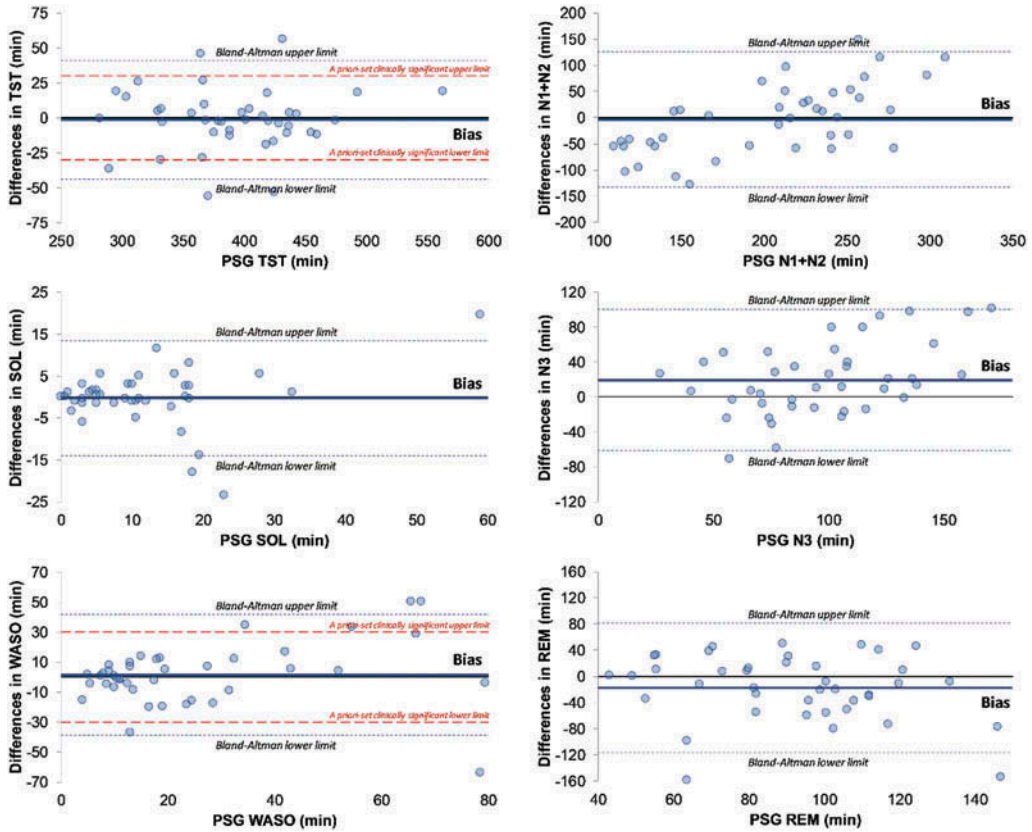 75
50
25
0
-25
-50
-75
Differences in TST (min)
Bland-Altman upper limit
A priori-set clinically significant upper limit
Bias
A priori-set clinically significant lower limit
Bland-Altman lower limit
250 300 350 400 450 500 550 600
PSG TST (min)
200
150
100
50
0
-50
-100
-150
-200
Differences in N1+N2 (min)
Bland-Altman upper limit
Bias
Bland-Altman lower limit
100 150 200 250 300 350
PSG N1+N2 (min)
25
15
5
-5
-15
-25
Differences in SOL (min)
Bland-Altman upper limit
Bias
Bland-Altman lower limit
0 10 20 30 40 50 60
PSG SOL (min)
120
80
40
0
-40
-80
-120
Differences in N3 (min)
Bland-Altman upper limit
Bias
Bland-Altman lower limit
0 50 100 150
PSG N3 (min)
70
50
30
10
-10
-30
-50
-70
Differences in WASO (min)
Bland-Altman upper limit
A priori-set clinically significant upper limit
Bias
A priori-set clinically significant lower limit
Bland-Altman lower limit
0 20 40 60 80
PSG WASO (min)
160
120
80
40
0
-40
-80
-120
-160
Differences in REM (min)
Bland-Altman upper limit
Bias
Bland-Altman lower limit
40 60 80 100 120 140
PSG REM (min)